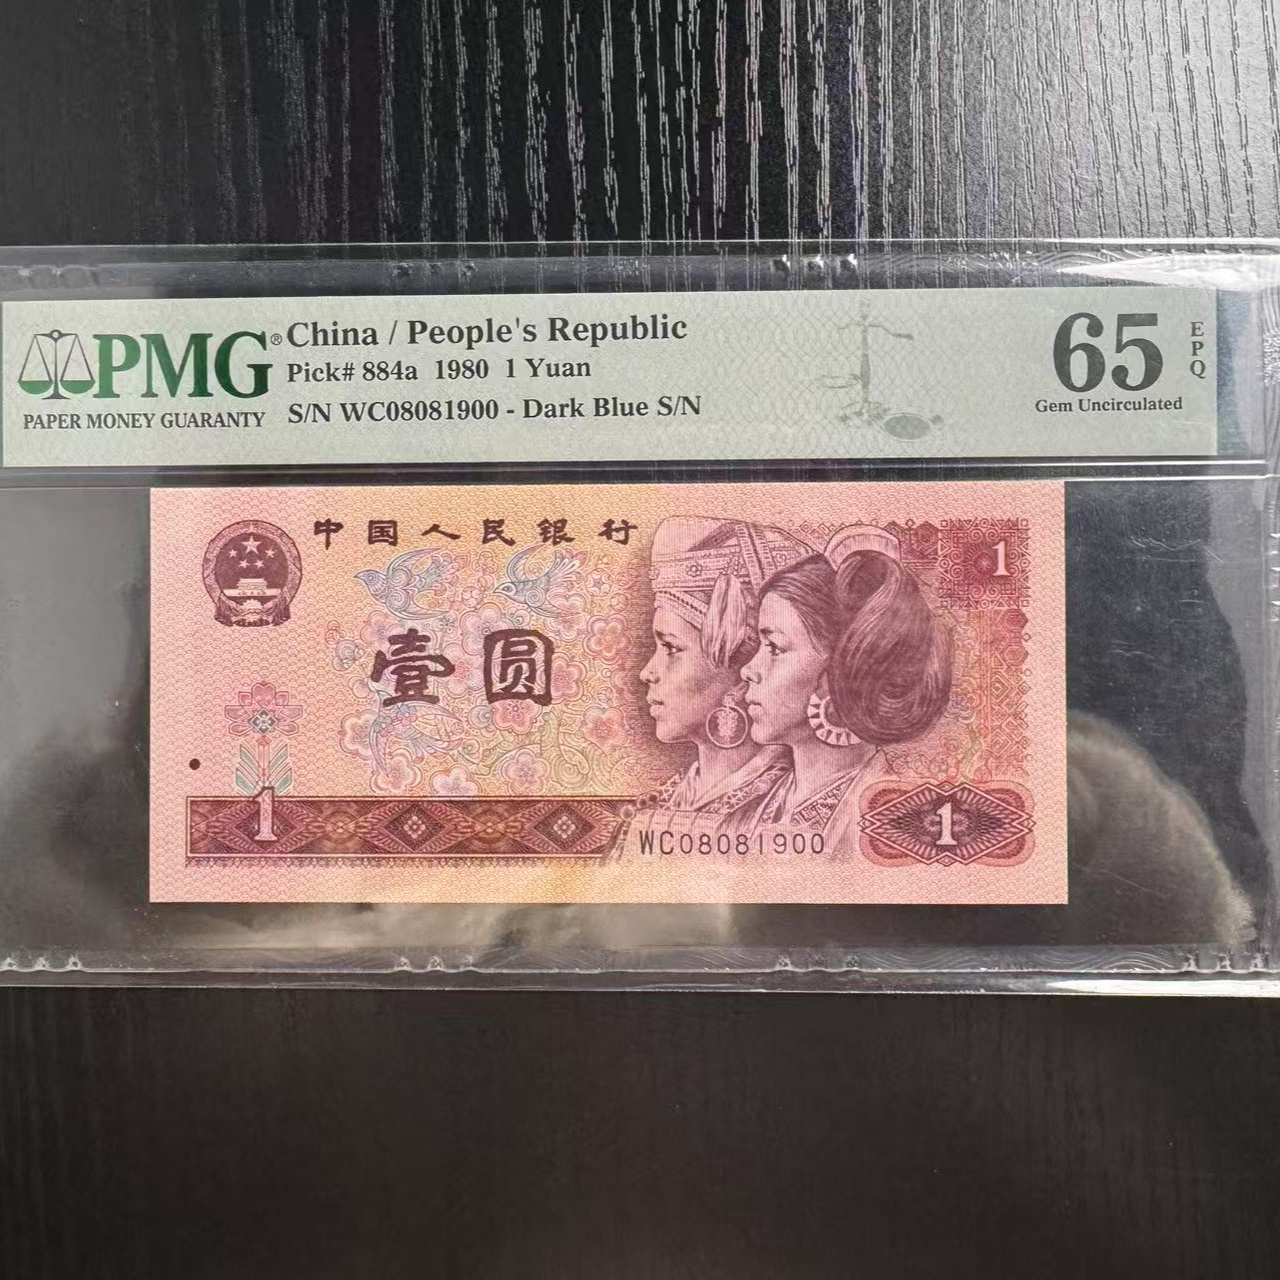 PMG®
PAPER MONEY GUARANTY
China / People's Republic
Pick# 884a 1980 1 Yuan
S/N WC08081900 - Dark Blue S/N
65
EPQ
Gem Uncirculated
中国人民银行
1
壹圆
1
WC08081900
1